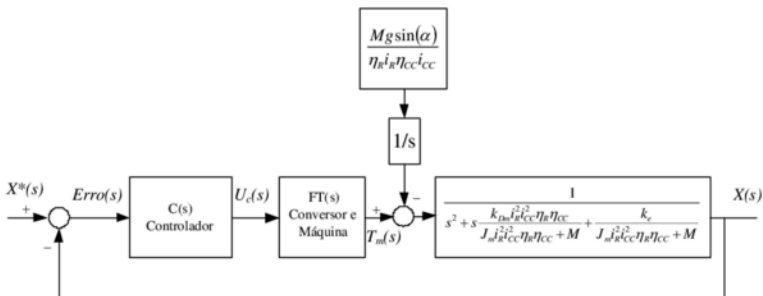 Mg sin(α)
η_R i_R η_CC i_CC
1/s
X*(s)
+
−
Erro(s)
C(s)
Controlador
U_c(s)
FT(s)
Conversor e
Máquina
+
T_m(s)
−
1
s² + s k_Dm i_R² i_CC² η_R η_CC / (J_m i_R² i_CC² η_R η_CC + M) + k_e / (J_m i_R² i_CC² η_R η_CC + M)
X(s)